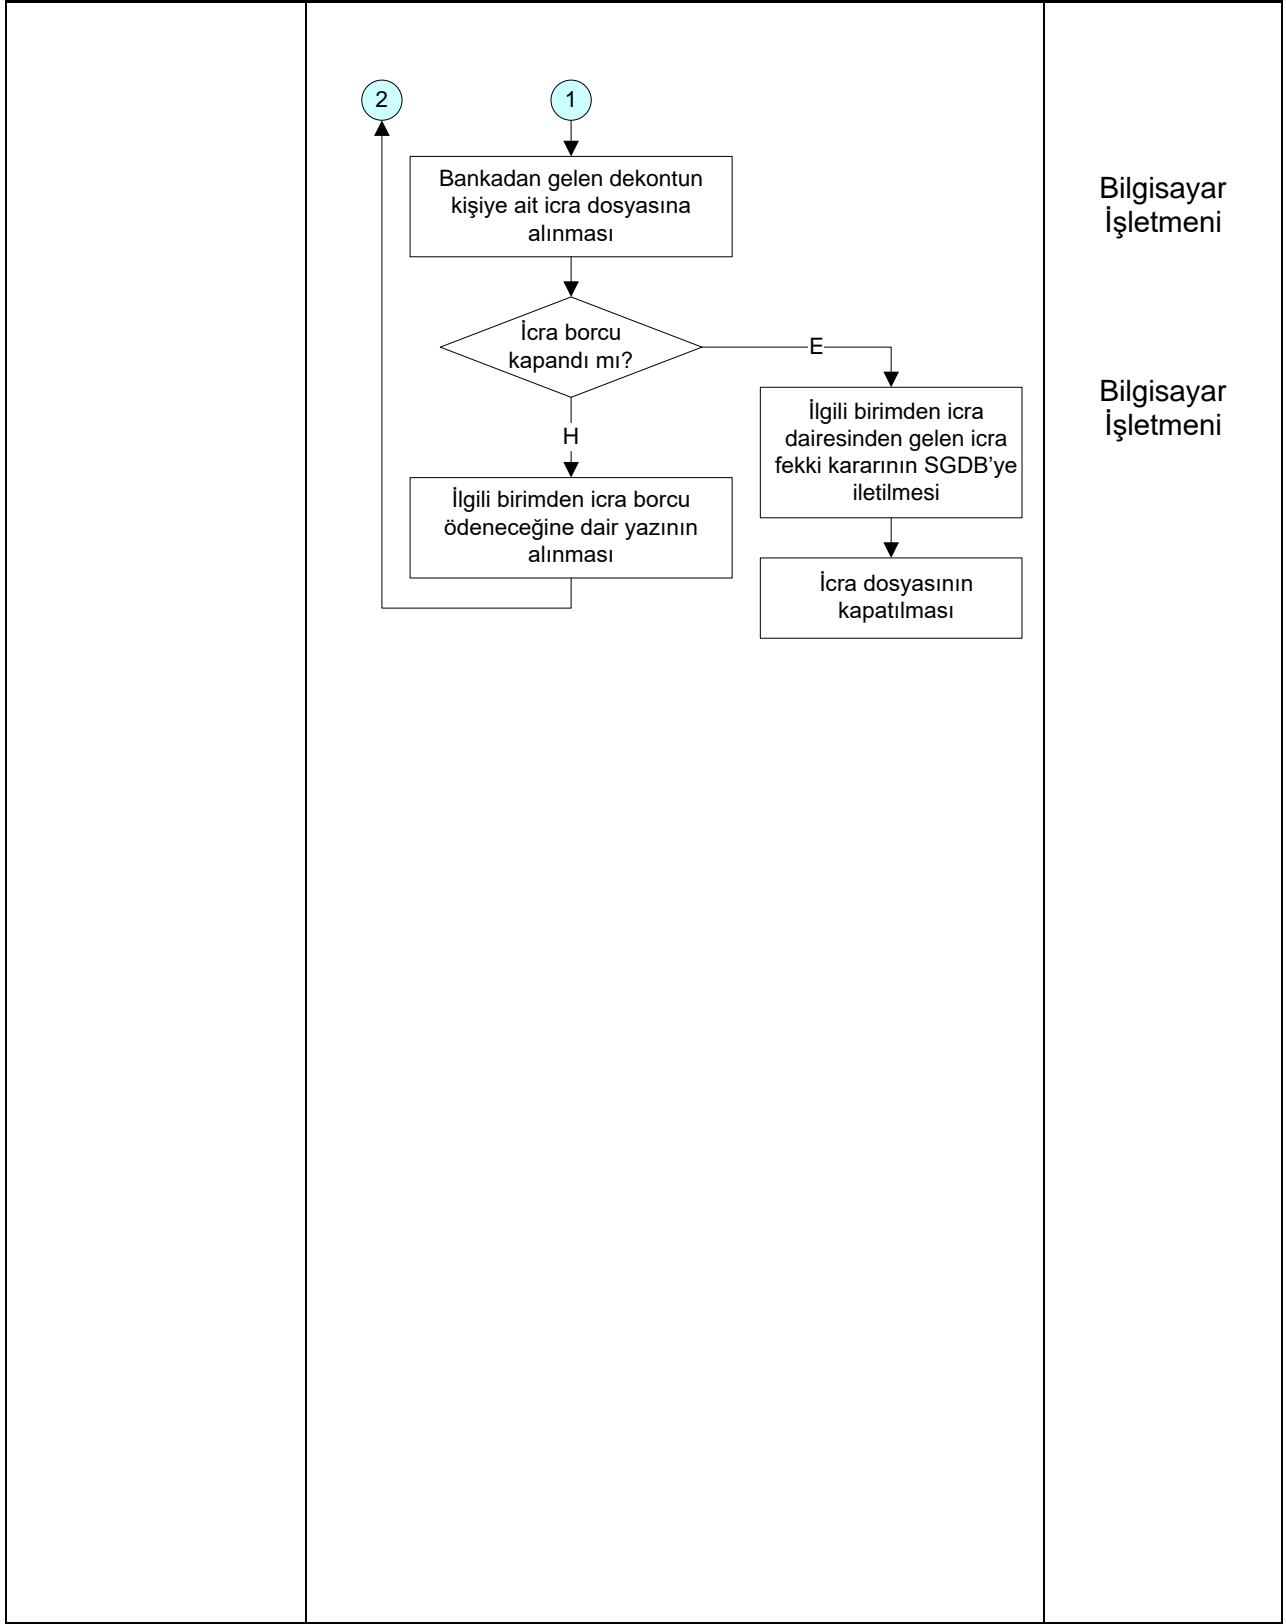 2
1
Bankadan gelen dekontun
kişiye ait icra dosyasına
alınması
Bilgisayar
İşletmeni
İcra borcu
kapandı mı?
E
H
İlgili birimden icra
dairesinden gelen icra
fekki kararının SGDB’ye
iletilmesi
Bilgisayar
İşletmeni
İlgili birimden icra borcu
ödeneceğine dair yazının
alınması
İcra dosyasının
kapatılması